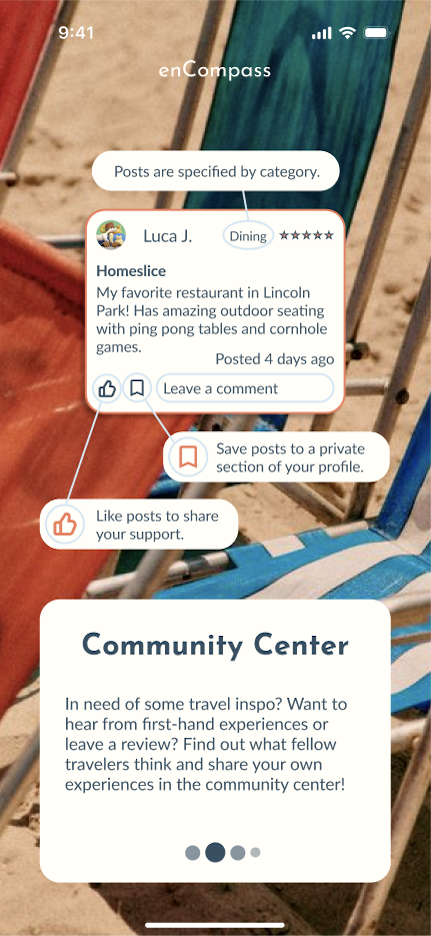 9:41
enCompass
Posts are specified by category.
Luca J.
Dining
Homeslice
My favorite restaurant in Lincoln
Park! Has amazing outdoor seating
with ping pong tables and cornhole
games.
Posted 4 days ago
Leave a comment
Save posts to a private
section of your profile.
Like posts to share
your support.
Community Center
In need of some travel inspo? Want to
hear from first-hand experiences or
leave a review? Find out what fellow
travelers think and share your own
experiences in the community center!